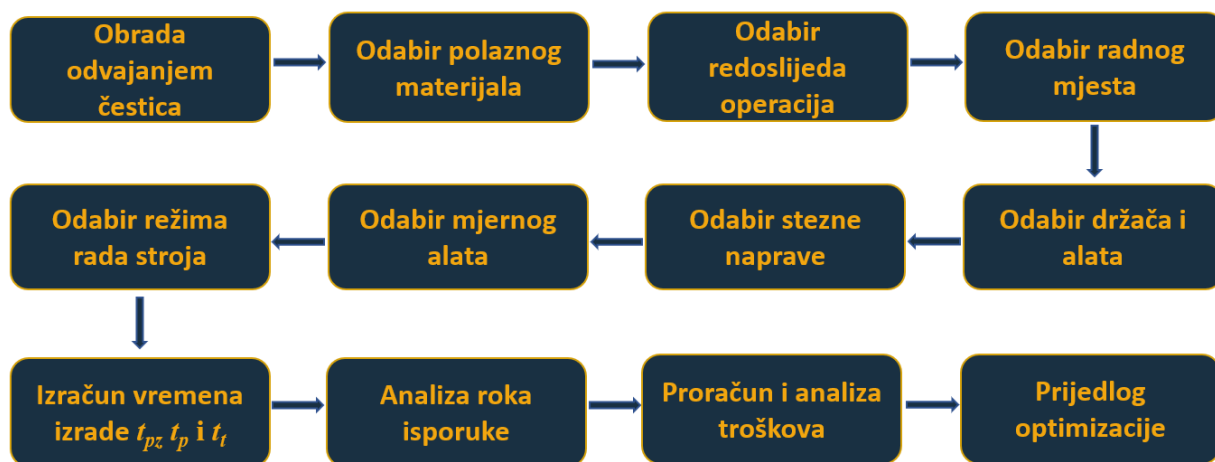 Obrada
odvajanjem
čestica
Odabir polaznog
materijala
Odabir
redoslijeda
operacija
Odabir radnog
mjesta
Odabir držača i
alata
Odabir stezne
naprave
Odabir mjernog
alata
Odabir režima
rada stroja
Izračun vremena
izrade tpz tp i tt
Analiza roka
isporuke
Proračun i analiza
troškova
Prijedlog
optimizacije